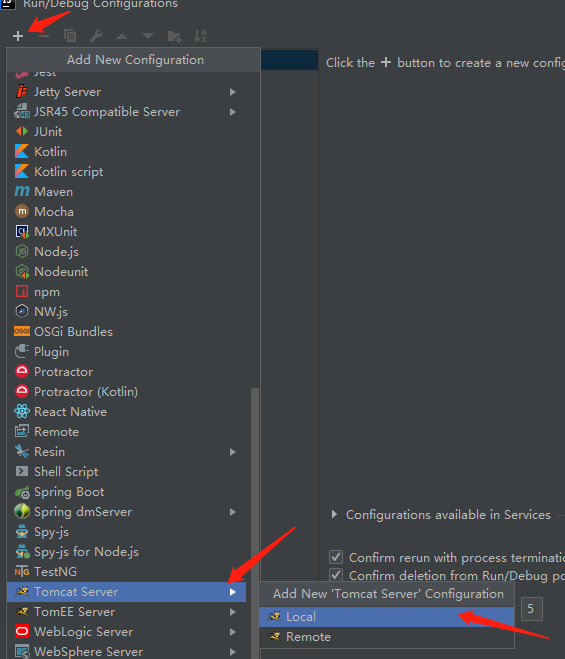 Run/Debug Configurations
Add New Configuration
Click the + button to create a new config
Jest
Jetty Server
JSR45 Compatible Server
JUnit
Kotlin
Kotlin script
Maven
Mocha
MXUnit
Node.js
Nodeunit
npm
NW.js
OSGi Bundles
Plugin
Protractor
Protractor (Kotlin)
React Native
Remote
Resin
Shell Script
Spring Boot
Spring dmServer
Spy-js
Spy-js for Node.js
TestNG
Tomcat Server
TomEE Server
WebLogic Server
WebSphere Server
Configurations available in Services
Confirm rerun with process terminatio
Confirm deletion from Run/Debug po
Add New 'Tomcat Server' Configuration
Local
Remote
5